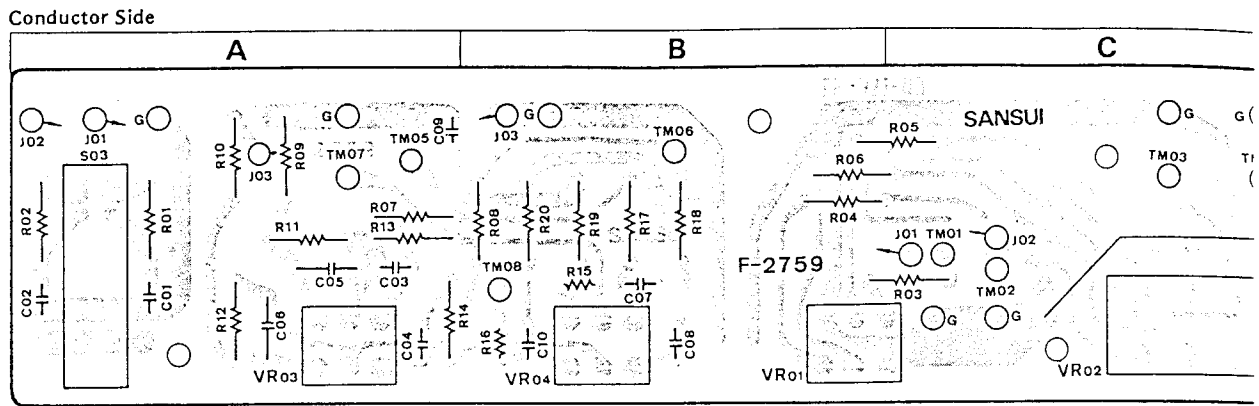 Conductor Side
A B C
J02
J01
S03
G
R10
J03
R09
G
TM07
TM05
C09
J03
G
TM06
R05
SANSUI
G
G
R06
TM03
R02
R01
R07
R13
R11
R08
R20
R19
R17
R18
R04
J01
TM01
J02
C02
C01
C05
C03
TM08
R15
C07
F-2759
R03
TM02
R12
C06
C04
R14
R16
C10
C08
G
G
VR03
VR04
VR01
VR02